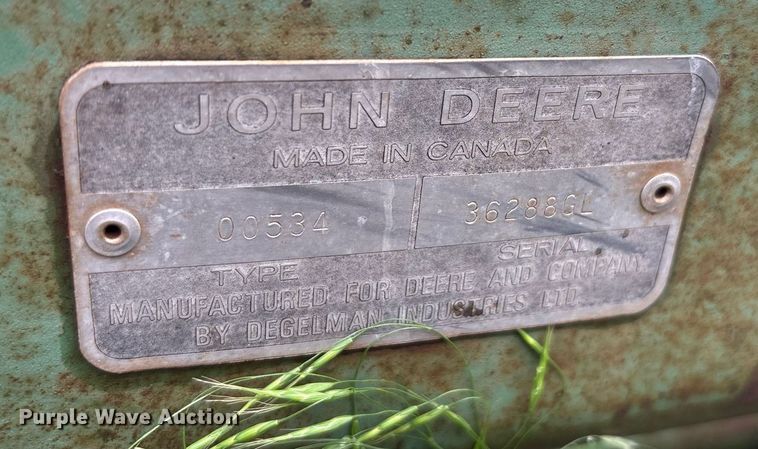 JOHN DEERE
MADE IN CANADA
00534 36288GL
TYPE SERIAL
MANUFACTURED FOR DEERE AND COMPANY
BY DEGELMAN INDUSTRIES LTD.
Purple Wave Auction